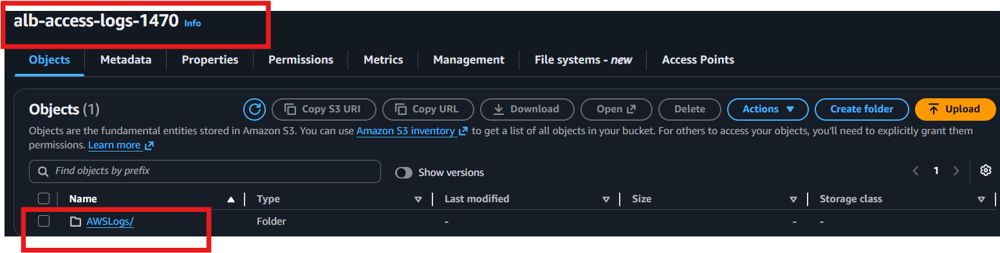 alb-access-logs-1470 Info
Objects Metadata Properties Permissions Metrics Management File systems - new Access Points
Objects (1) Copy S3 URI Copy URL Download Open Delete Actions Create folder Upload
Objects are the fundamental entities stored in Amazon S3. You can use Amazon S3 inventory to get a list of all objects in your bucket. For others to access your objects, you'll need to explicitly grant them
permissions. Learn more
Find objects by prefix Show versions 1
Name Type Last modified Size Storage class
AWSLogs/ Folder - - -